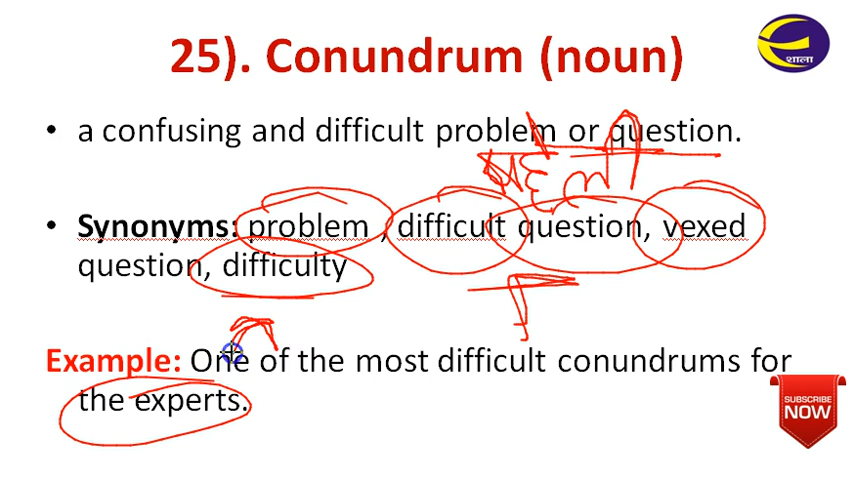 25). Conundrum (noun)
शाला
• a confusing and difficult problem or question.
• Synonyms: problem , difficult question, vexed
question, difficulty
Example: One of the most difficult conundrums for
the experts.
SUBSCRIBE
NOW